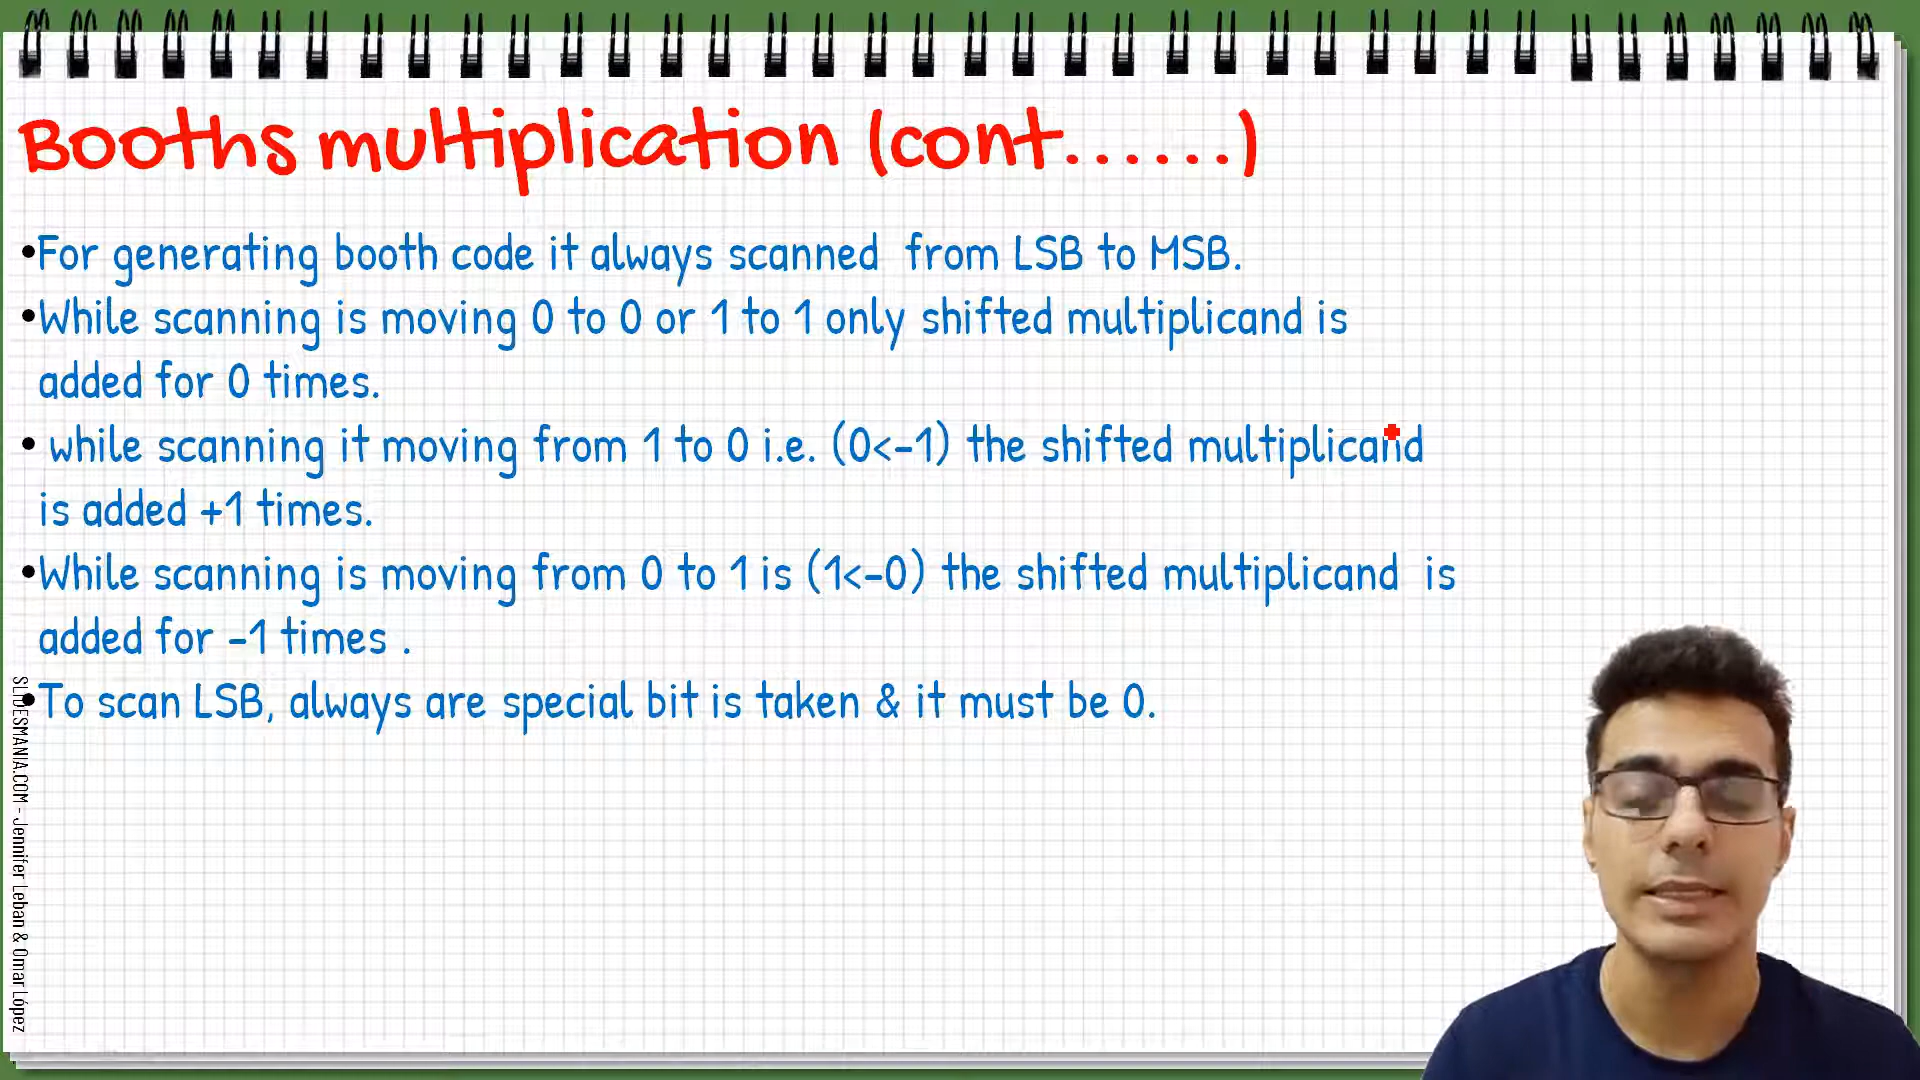 Booths multiplication (cont......)
•For generating booth code it always scanned from LSB to MSB.
•While scanning is moving 0 to 0 or 1 to 1 only shifted multiplicand is
added for 0 times.
• while scanning it moving from 1 to 0 i.e. (0<-1) the shifted multiplicand
is added +1 times.
•While scanning is moving from 0 to 1 is (1<-0) the shifted multiplicand is
added for -1 times .
•To scan LSB, always are special bit is taken & it must be 0.
SLIDESMANIA.COM - Jennifer Leban & Omar López